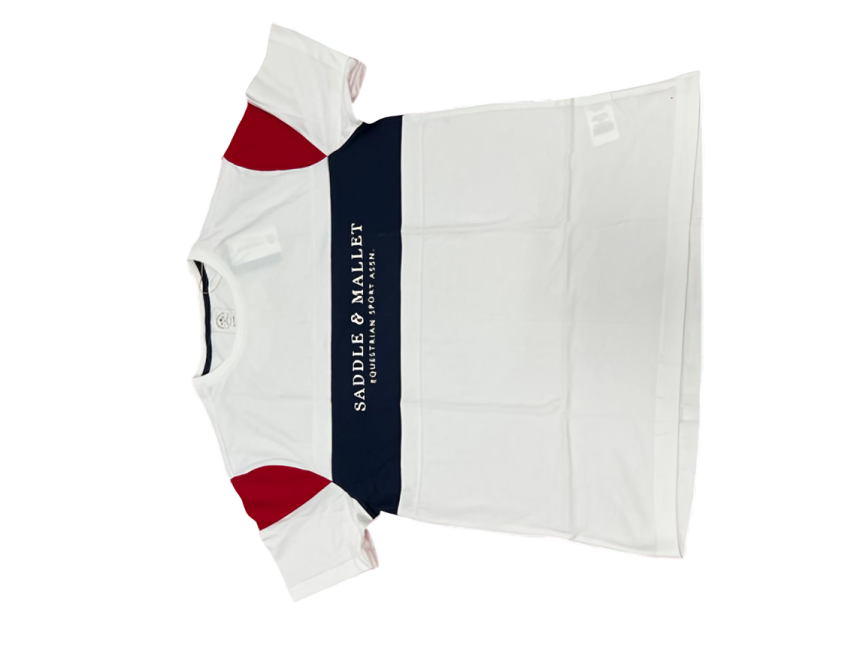 SADDLE & MALLET
EQUESTRIAN SPORT ASSN.